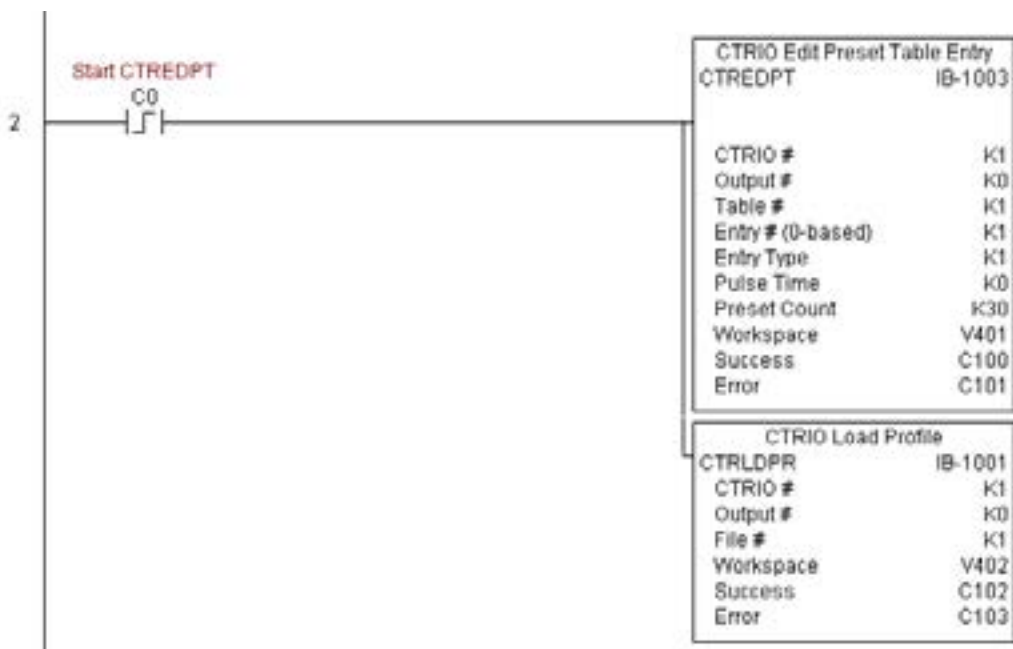 Start CTREDPT
C0
2
CTRIO Edit Preset Table Entry
CTREDPT IB-1003
CTRIO # K1
Output # K0
Table # K1
Entry # (0-based) K1
Entry Type K1
Pulse Time K0
Preset Count K30
Workspace V401
Success C100
Error C101
CTRIO Load Profile
CTRLDPR IB-1001
CTRIO # K1
Output # K0
File # K1
Workspace V402
Success C102
Error C103